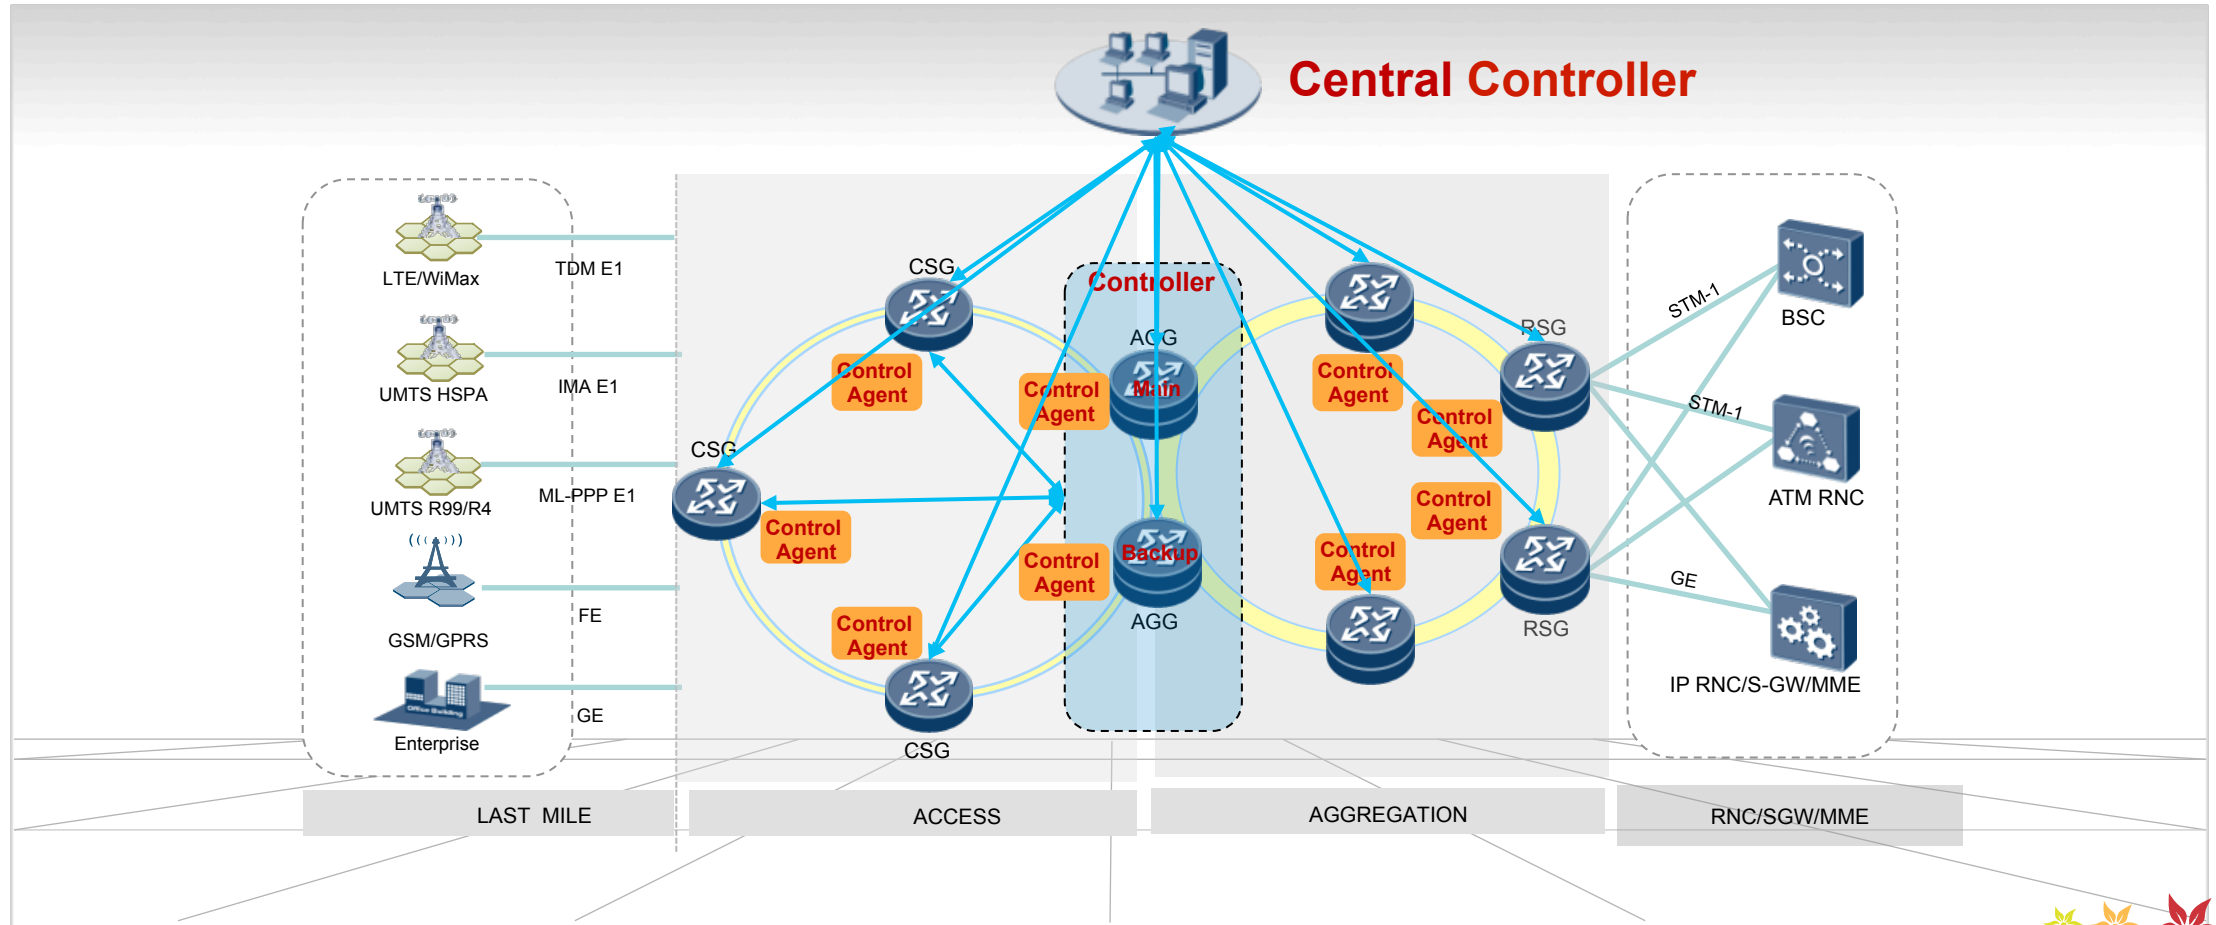 Central Controller
LTE/WiMax
TDM E1
UMTS HSPA
IMA E1
UMTS R99/R4
ML-PPP E1
GSM/GPRS
FE
Office Building
Enterprise
GE
CSG
Control
Agent
CSG
Control
Agent
Control
Agent
CSG
Controller
AGG
Main
Control
Agent
Backup
Control
Agent
AGG
Control
Agent
RSG
Control
Agent
Control
Agent
Control
Agent
RSG
STM-1
BSC
STM-1
ATM RNC
GE
IP RNC/S-GW/MME
LAST MILE
ACCESS
AGGREGATION
RNC/SGW/MME